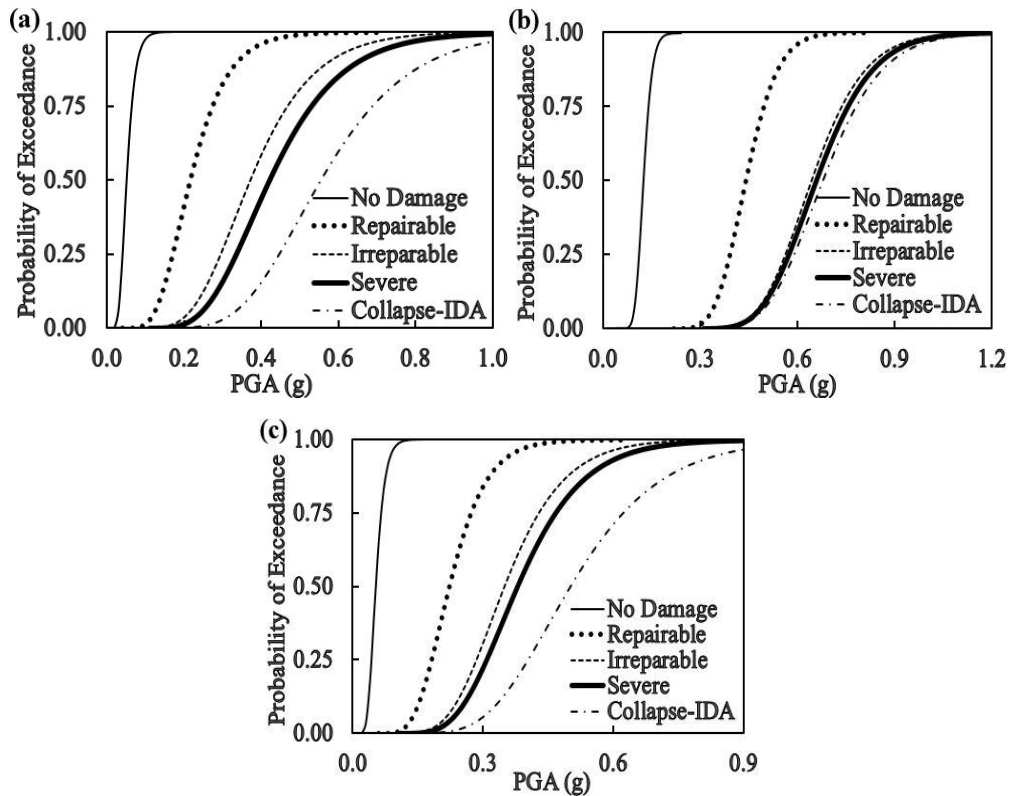 (a)
Probability of Exceedance
1.00
0.75
0.50
0.25
0.00
No Damage
Repairable
Irreparable
Severe
Collapse-IDA
0.0 0.2 0.4 0.6 0.8 1.0
PGA (g)
(b)
Probability of Exceedance
1.00
0.75
0.50
0.25
0.00
No Damage
Repairable
Irreparable
Severe
Collapse-IDA
0.0 0.3 0.6 0.9 1.2
PGA (g)
(c)
Probability of Exceedance
1.00
0.75
0.50
0.25
0.00
No Damage
Repairable
Irreparable
Severe
Collapse-IDA
0.0 0.3 0.6 0.9
PGA (g)